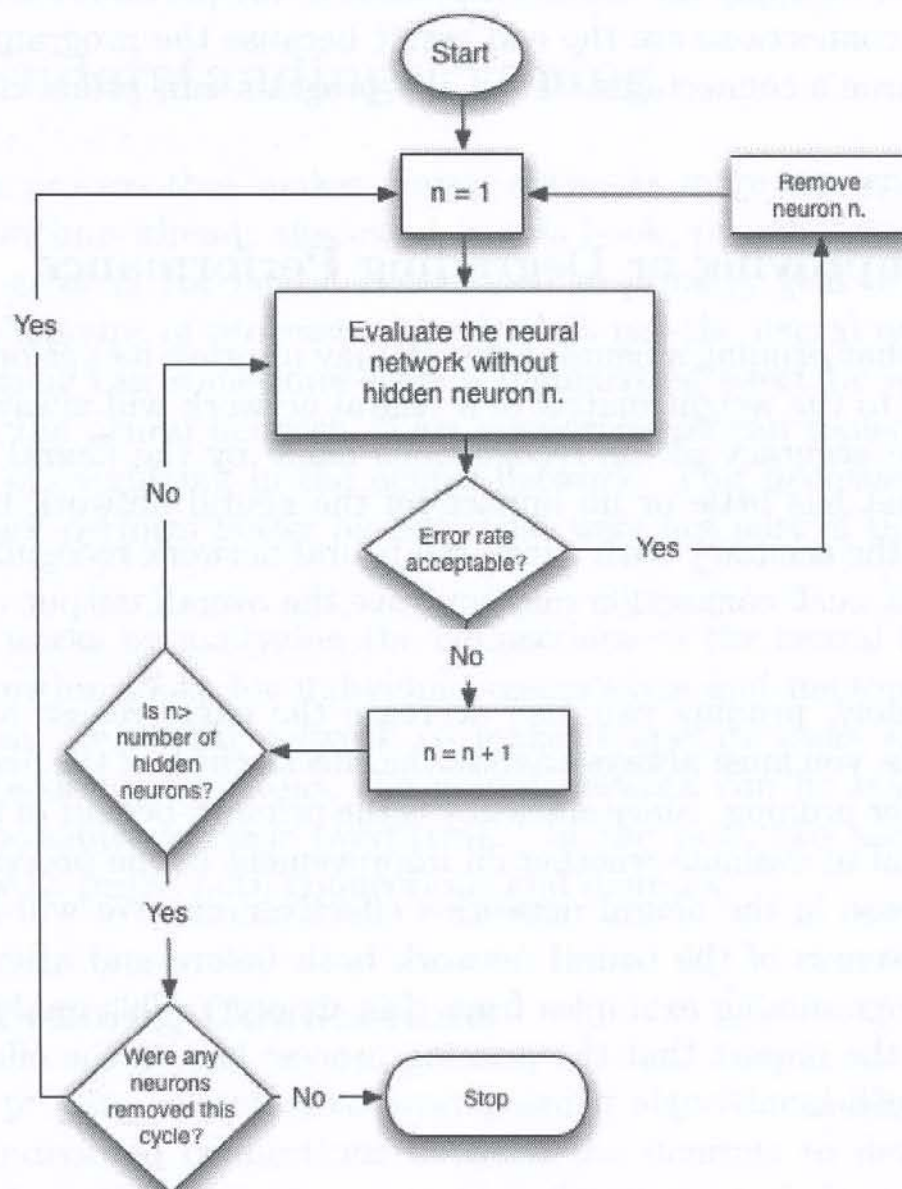 Start
n = 1
Remove
neuron n.
Yes
Evaluate the neural
network without
hidden neuron n.
No
Error rate
acceptable?
Yes
No
Is n>
number of
hidden
neurons?
n = n + 1
Yes
Were any
neurons
removed this
cycle?
No
Stop